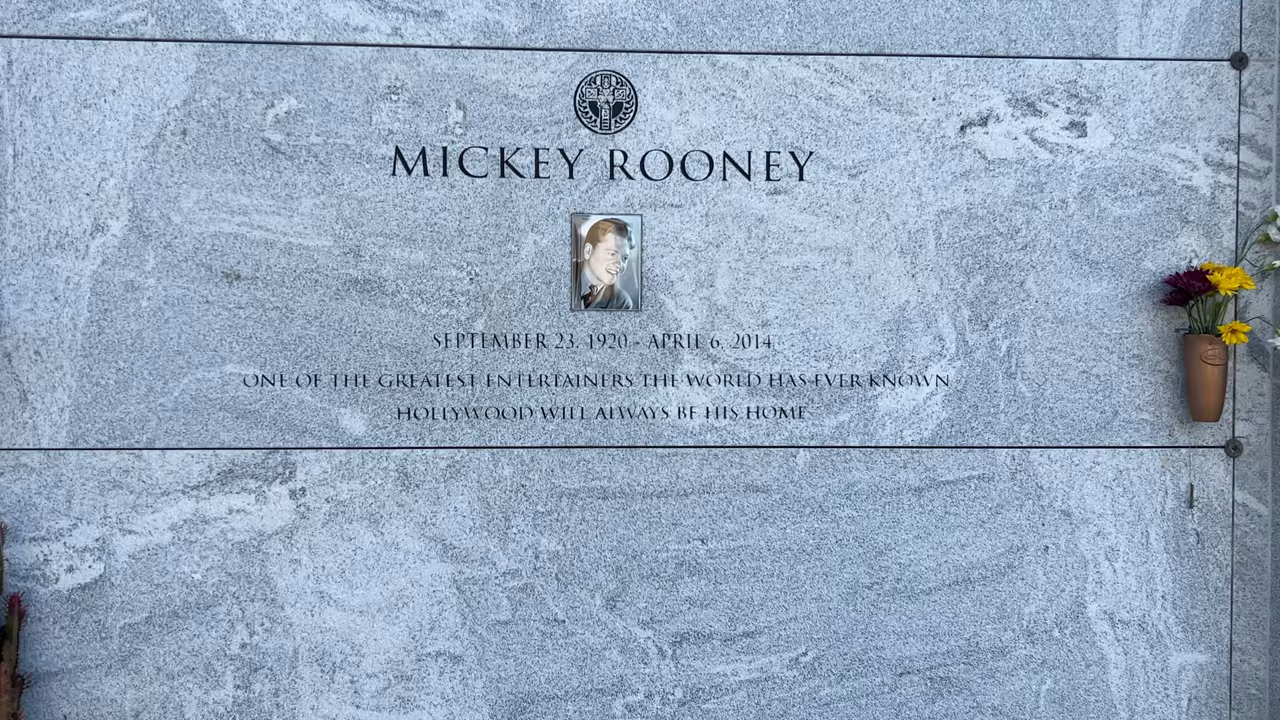 MICKEY ROONEY
SEPTEMBER 23, 1920 - APRIL 6, 2014
ONE OF THE GREATEST ENTERTAINERS THE WORLD HAS EVER KNOWN
HOLLYWOOD WILL ALWAYS BE HIS HOME